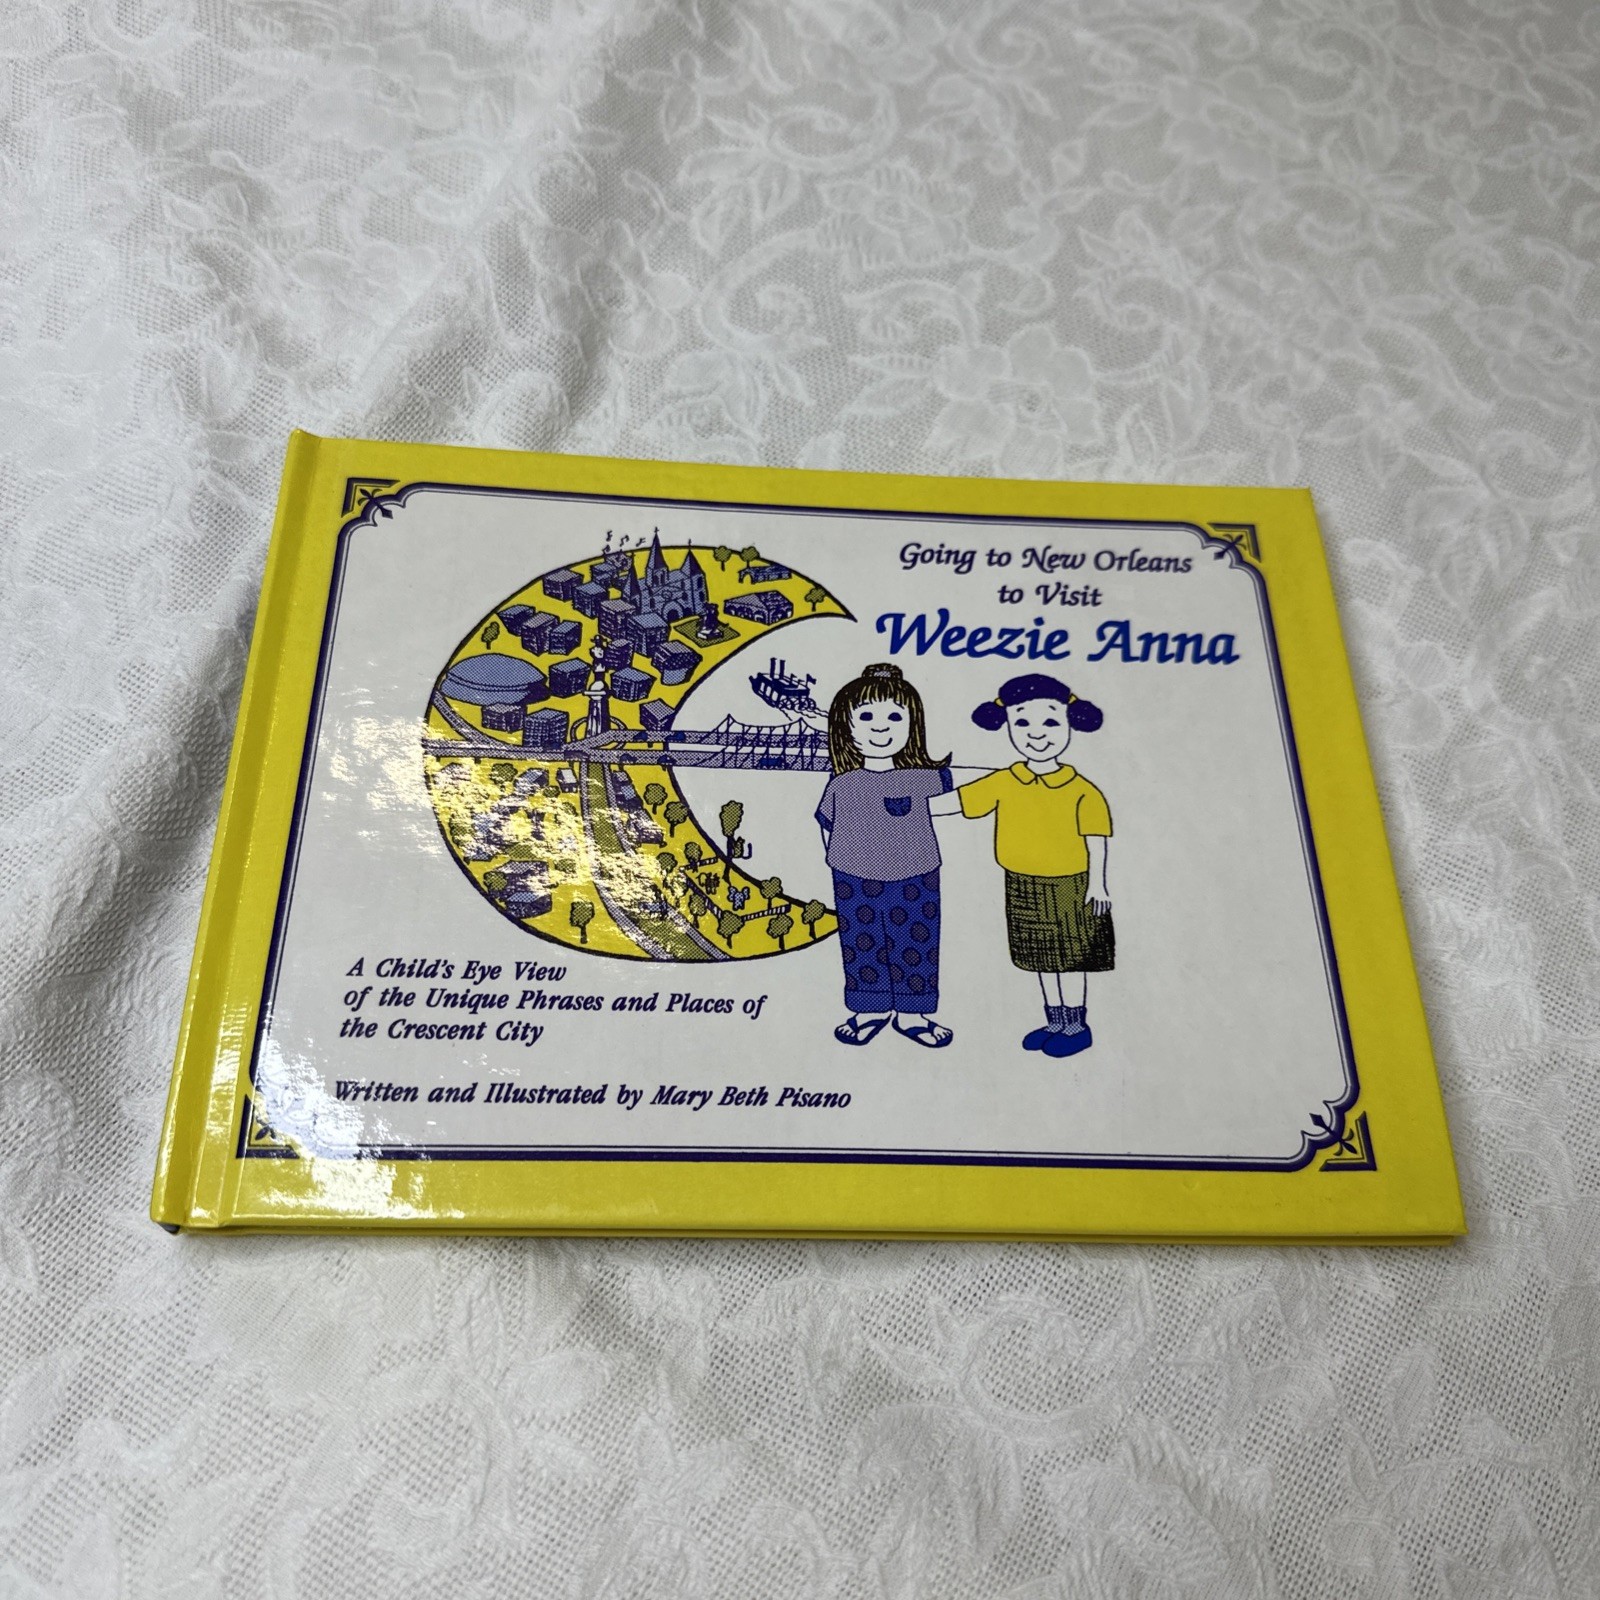 Going to New Orleans
to Visit
Weezie Anna
A Child's Eye View
of the Unique Phrases and Places of
the Crescent City
Written and Illustrated by Mary Beth Pisano